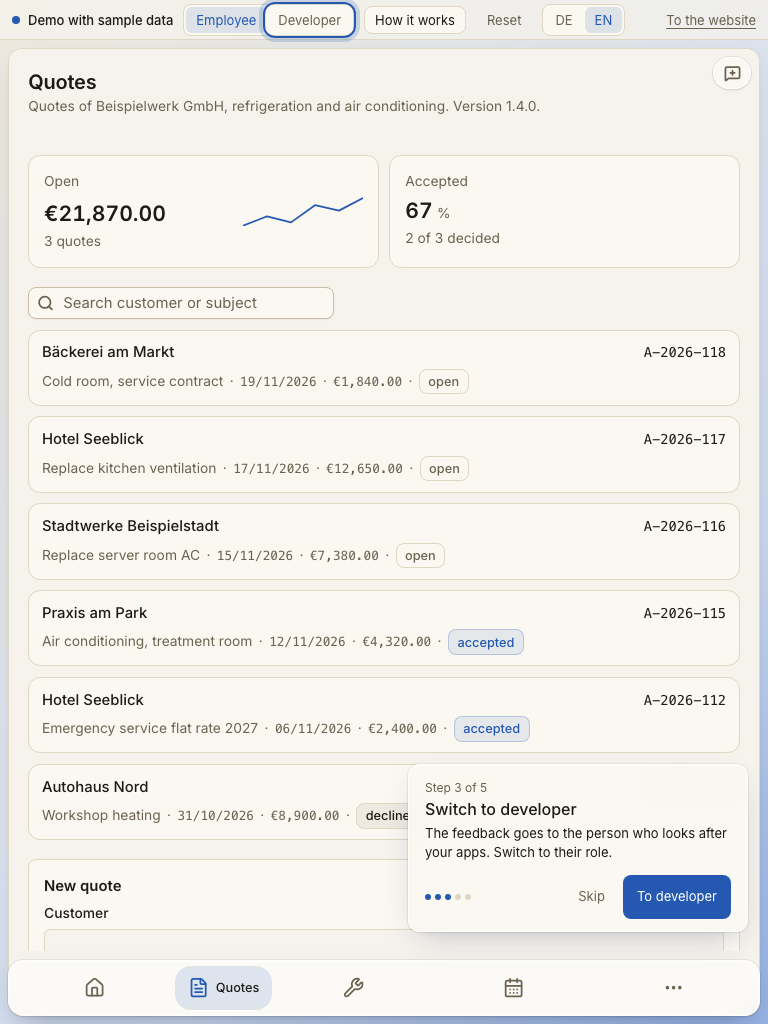 Demo with sample data
Employee
Developer
How it works
Reset
DE
EN
To the website
Quotes
Quotes of Beispielwerk GmbH, refrigeration and air conditioning. Version 1.4.0.
Open
€21,870.00
3 quotes
Accepted
67 %
2 of 3 decided
Search customer or subject
Bäckerei am Markt
A-2026-118
Cold room, service contract · 19/11/2026 · €1,840.00 · open
Hotel Seeblick
A-2026-117
Replace kitchen ventilation · 17/11/2026 · €12,650.00 · open
Stadtwerke Beispielstadt
A-2026-116
Replace server room AC · 15/11/2026 · €7,380.00 · open
Praxis am Park
A-2026-115
Air conditioning, treatment room · 12/11/2026 · €4,320.00 · accepted
Hotel Seeblick
A-2026-112
Emergency service flat rate 2027 · 06/11/2026 · €2,400.00 · accepted
Autohaus Nord
Workshop heating · 31/10/2026 · €8,900.00 · decline
Step 3 of 5
Switch to developer
The feedback goes to the person who looks after
your apps. Switch to their role.
Skip
To developer
New quote
Customer
Quotes